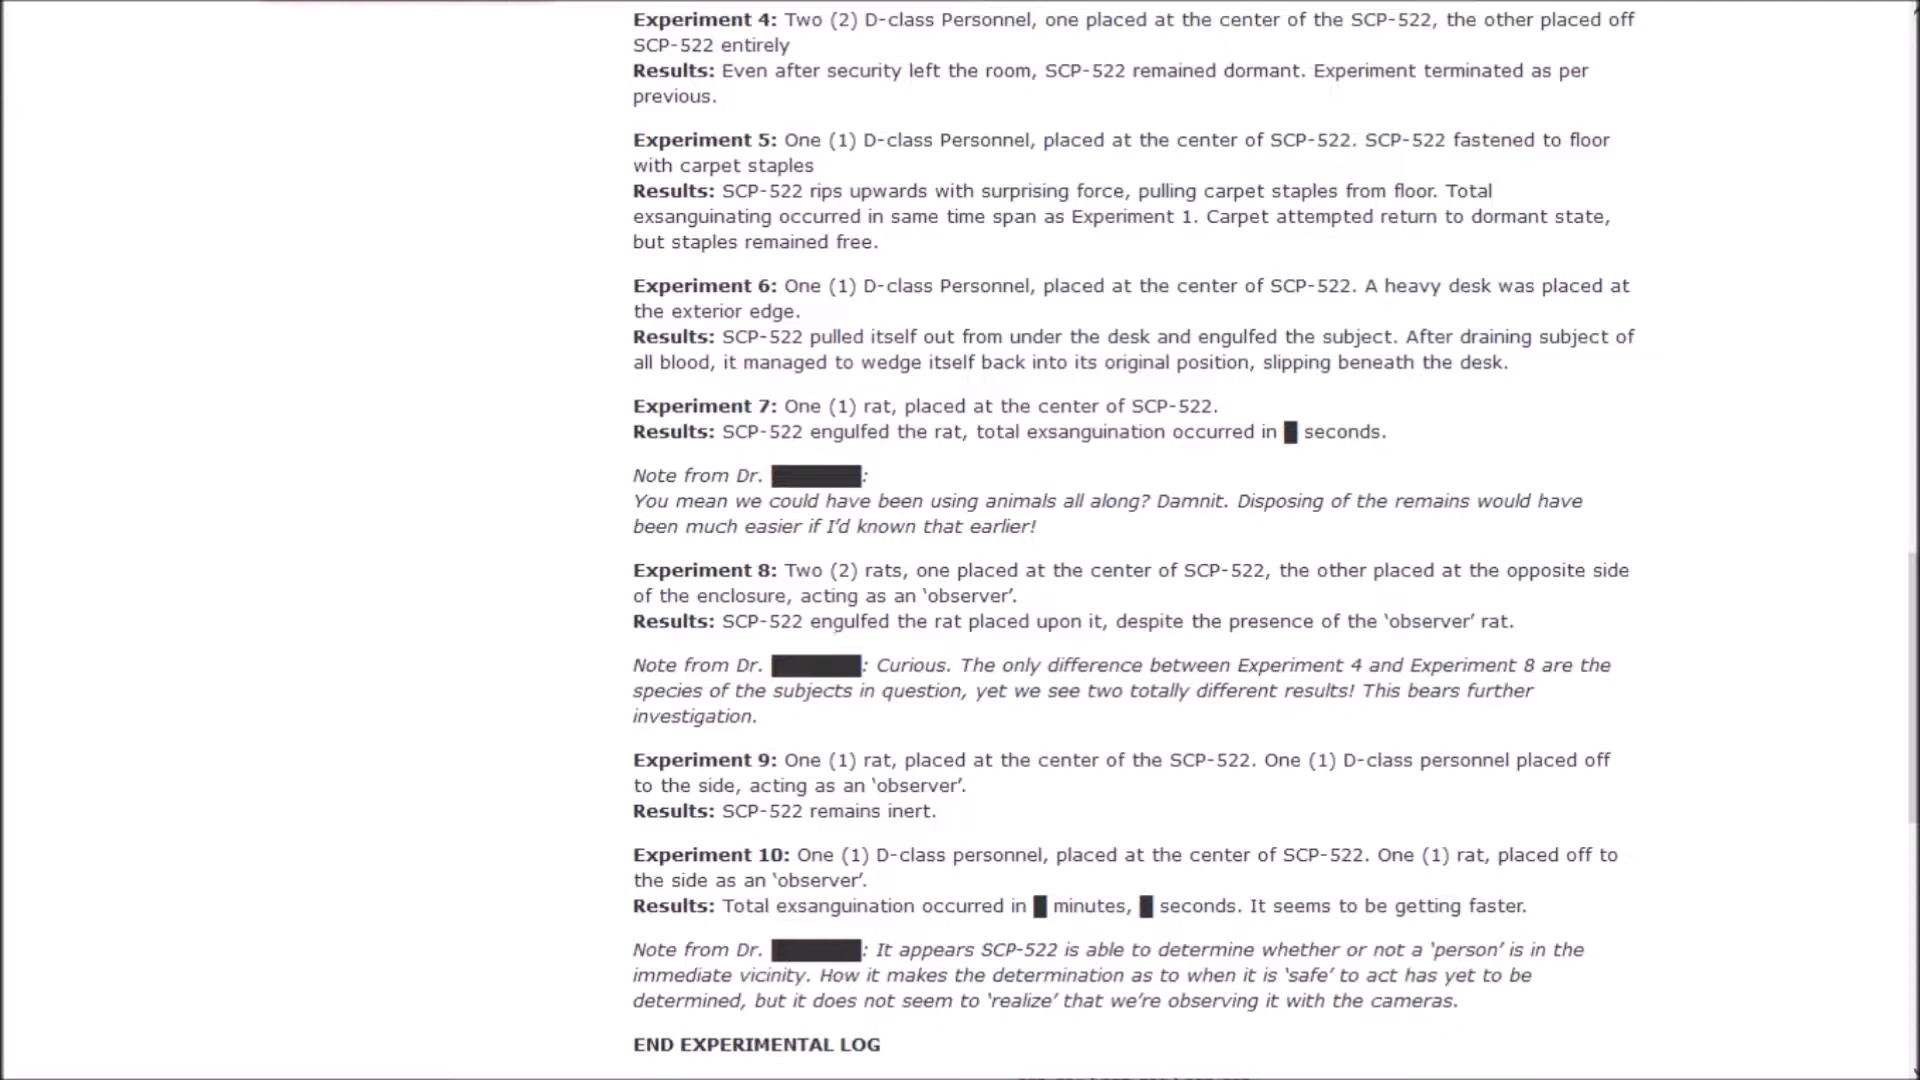 Experiment 4: Two (2) D-class Personnel, one placed at the center of the SCP-522, the other placed off
SCP-522 entirely
Results: Even after security left the room, SCP-522 remained dormant. Experiment terminated as per
previous.
Experiment 5: One (1) D-class Personnel, placed at the center of SCP-522. SCP-522 fastened to floor
with carpet staples
Results: SCP-522 rips upwards with surprising force, pulling carpet staples from floor. Total
exsanguinating occurred in same time span as Experiment 1. Carpet attempted return to dormant state,
but staples remained free.
Experiment 6: One (1) D-class Personnel, placed at the center of SCP-522. A heavy desk was placed at
the exterior edge.
Results: SCP-522 pulled itself out from under the desk and engulfed the subject. After draining subject of
all blood, it managed to wedge itself back into its original position, slipping beneath the desk.
Experiment 7: One (1) rat, placed at the center of SCP-522.
Results: SCP-522 engulfed the rat, total exsanguination occurred in █ seconds.
Note from Dr. ███████:
You mean we could have been using animals all along? Damnit. Disposing of the remains would have
been much easier if I'd known that earlier!
Experiment 8: Two (2) rats, one placed at the center of SCP-522, the other placed at the opposite side
of the enclosure, acting as an ‘observer’.
Results: SCP-522 engulfed the rat placed upon it, despite the presence of the ‘observer’ rat.
Note from Dr. ███████: Curious. The only difference between Experiment 4 and Experiment 8 are the
species of the subjects in question, yet we see two totally different results! This bears further
investigation.
Experiment 9: One (1) rat, placed at the center of the SCP-522. One (1) D-class personnel placed off
to the side, acting as an ‘observer’.
Results: SCP-522 remains inert.
Experiment 10: One (1) D-class personnel, placed at the center of SCP-522. One (1) rat, placed off to
the side as an ‘observer’.
Results: Total exsanguination occurred in █ minutes, █ seconds. It seems to be getting faster.
Note from Dr. ███████: It appears SCP-522 is able to determine whether or not a ‘person’ is in the
immediate vicinity. How it makes the determination as to when it is ‘safe’ to act has yet to be
determined, but it does not seem to ‘realize’ that we’re observing it with the cameras.
END EXPERIMENTAL LOG